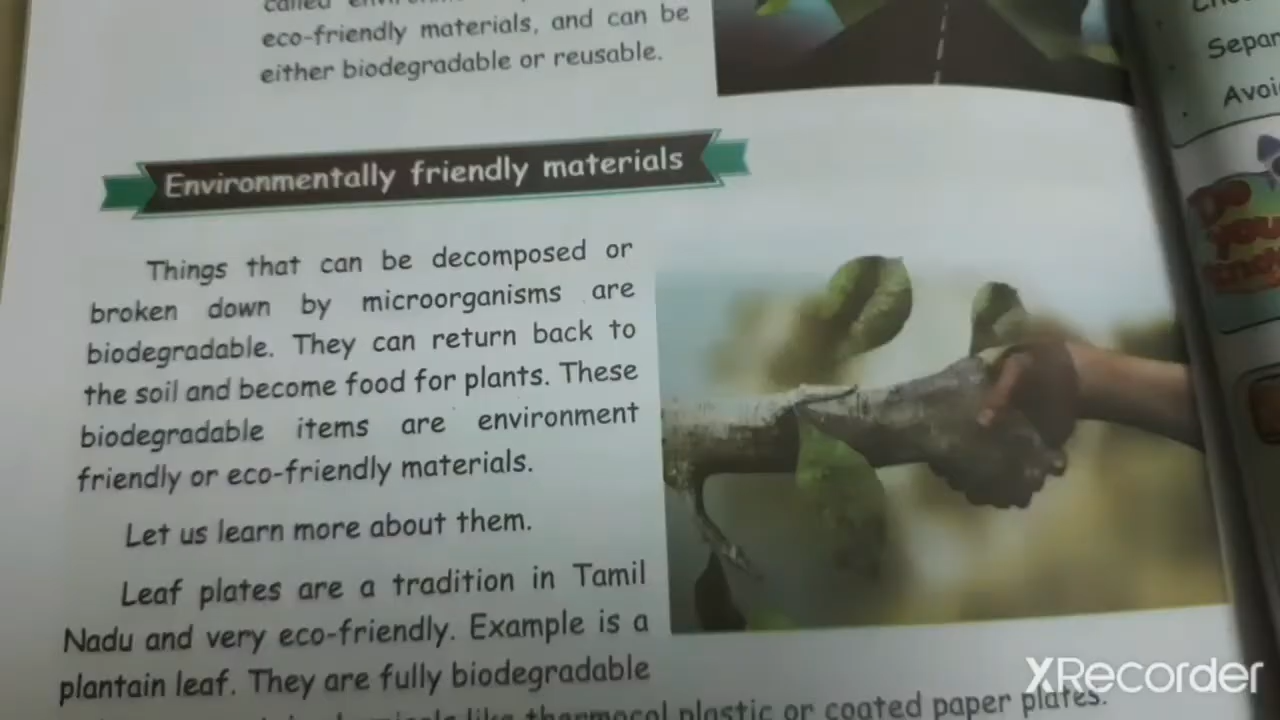 called
eco-friendly materials, and can be
either biodegradable or reusable.
Environmentally friendly materials
Things that can be decomposed or
broken down by microorganisms are
biodegradable. They can return back to
the soil and become food for plants. These
biodegradable items are environment
friendly or eco-friendly materials.
Let us learn more about them.
Leaf plates are a tradition in Tamil
Nadu and very eco-friendly. Example is a
plantain leaf. They are fully biodegradable
like thermocol plastic or coated paper plates.
Separ
Avoi
XRecorder